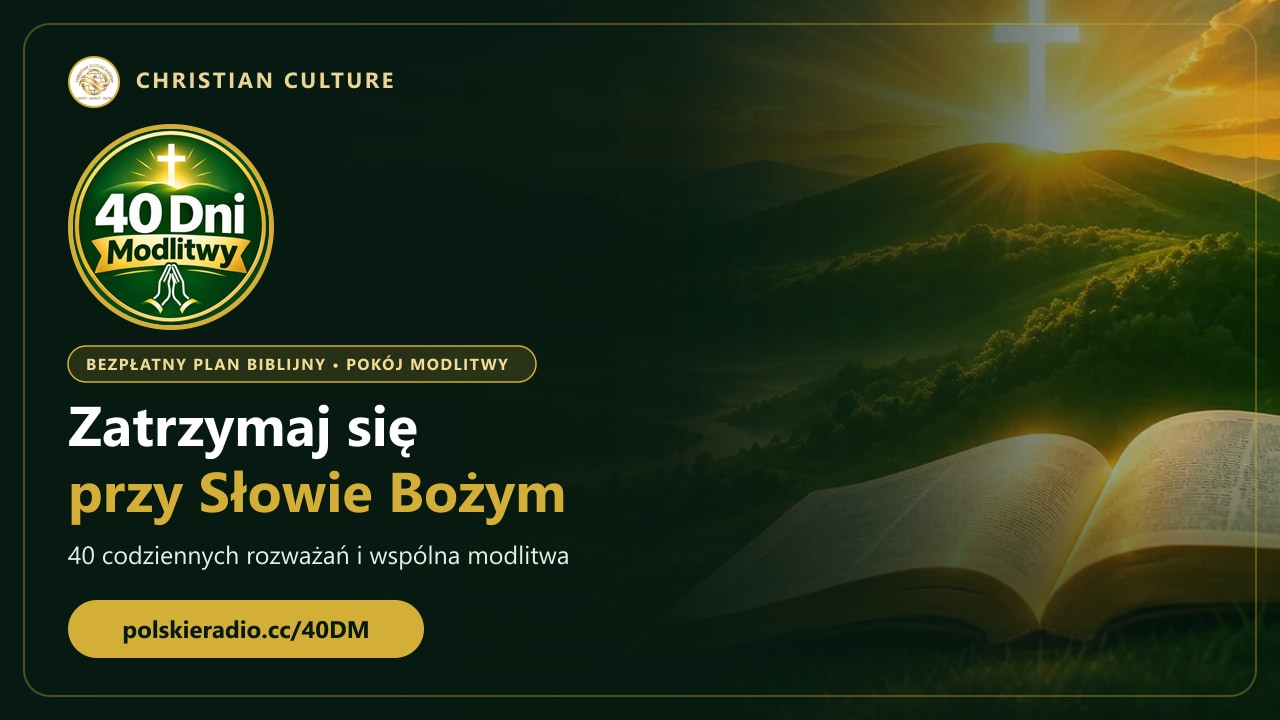 CHRISTIAN CULTURE
40 Dni
Modlitwy
BEZPŁATNY PLAN BIBLIJNY • POKÓJ MODLITWY
Zatrzymaj się
przy Słowie Bożym
40 codziennych rozważań i wspólna modlitwa
polskieradio.cc/40DM